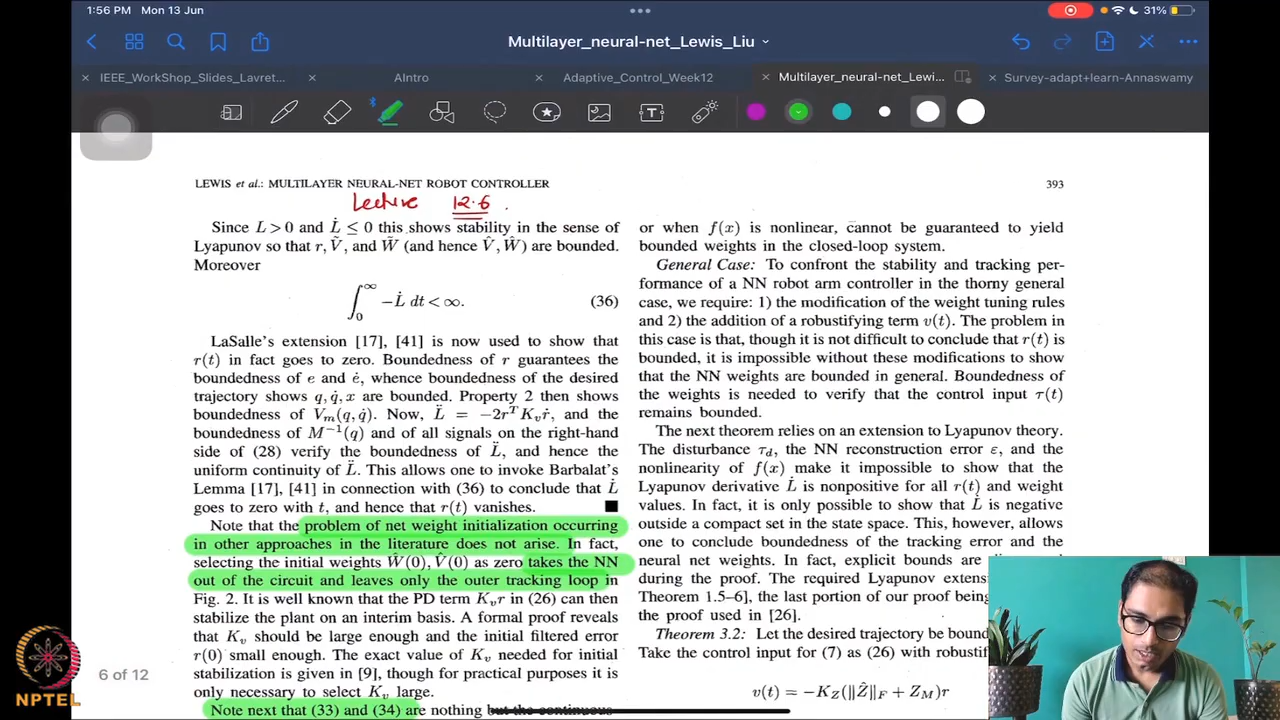 1:56 PM Mon 13 Jun
31%
Multilayer_neural-net_Lewis_Liu
IEEE_WorkShop_Slides_Lavret...
AIntro
Adaptive_Control_Week12
Multilayer_neural-net_Lewi...
Survey-adapt+learn-Annaswamy
LEWIS et al.: MULTILAYER NEURAL-NET ROBOT CONTROLLER
393
Lecture 12.6
Since L > 0 and L̇ ≤ 0 this shows stability in the sense of
Lyapunov so that r, Ṽ, and W̃ (and hence V̂, Ŵ) are bounded.
Moreover
∫₀^∞ −L̇ dt < ∞. (36)
LaSalle's extension [17], [41] is now used to show that
r(t) in fact goes to zero. Boundedness of r guarantees the
boundedness of e and ė, whence boundedness of the desired
trajectory shows q, q̇, x are bounded. Property 2 then shows
boundedness of V_m(q, q̇). Now, L̈ = −2r^T K_v ṙ, and the
boundedness of M⁻¹(q) and of all signals on the right-hand
side of (28) verify the boundedness of L̈, and hence the
uniform continuity of L̇. This allows one to invoke Barbalat's
Lemma [17], [41] in connection with (36) to conclude that L̇
goes to zero with t, and hence that r(t) vanishes. ■
Note that the problem of net weight initialization occurring
in other approaches in the literature does not arise. In fact,
selecting the initial weights Ŵ(0), V̂(0) as zero takes the NN
out of the circuit and leaves only the outer tracking loop in
Fig. 2. It is well known that the PD term K_v r in (26) can then
stabilize the plant on an interim basis. A formal proof reveals
that K_v should be large enough and the initial filtered error
r(0) small enough. The exact value of K_v needed for initial
stabilization is given in [9], though for practical purposes it is
only necessary to select K_v large.
Note next that (33) and (34) are nothing but the continuous-
or when f(x) is nonlinear, cannot be guaranteed to yield
bounded weights in the closed-loop system.
General Case: To confront the stability and tracking per-
formance of a NN robot arm controller in the thorny general
case, we require: 1) the modification of the weight tuning rules
and 2) the addition of a robustifying term v(t). The problem in
this case is that, though it is not difficult to conclude that r(t) is
bounded, it is impossible without these modifications to show
that the NN weights are bounded in general. Boundedness of
the weights is needed to verify that the control input τ(t)
remains bounded.
The next theorem relies on an extension to Lyapunov theory.
The disturbance τ_d, the NN reconstruction error ε, and the
nonlinearity of f(x) make it impossible to show that the
Lyapunov derivative L̇ is nonpositive for all r(t) and weight
values. In fact, it is only possible to show that L̇ is negative
outside a compact set in the state space. This, however, allows
one to conclude boundedness of the tracking error and the
neural net weights. In fact, explicit bounds are
during the proof. The required Lyapunov extens
Theorem 1.5–6], the last portion of our proof being
the proof used in [26].
Theorem 3.2: Let the desired trajectory be boun
Take the control input for (7) as (26) with robustif
v(t) = −K_Z(‖Ẑ‖_F + Z_M)r
6 of 12
NPTEL